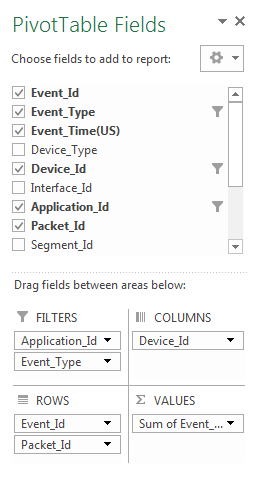 PivotTable Fields
Choose fields to add to report:
Event_Id
Event_Type
Event_Time(US)
Device_Type
Device_Id
Interface_Id
Application_Id
Packet_Id
Segment_Id
Drag fields between areas below:
FILTERS
Application_Id
Event_Type
COLUMNS
Device_Id
ROWS
Event_Id
Packet_Id
Σ VALUES
Sum of Event_...